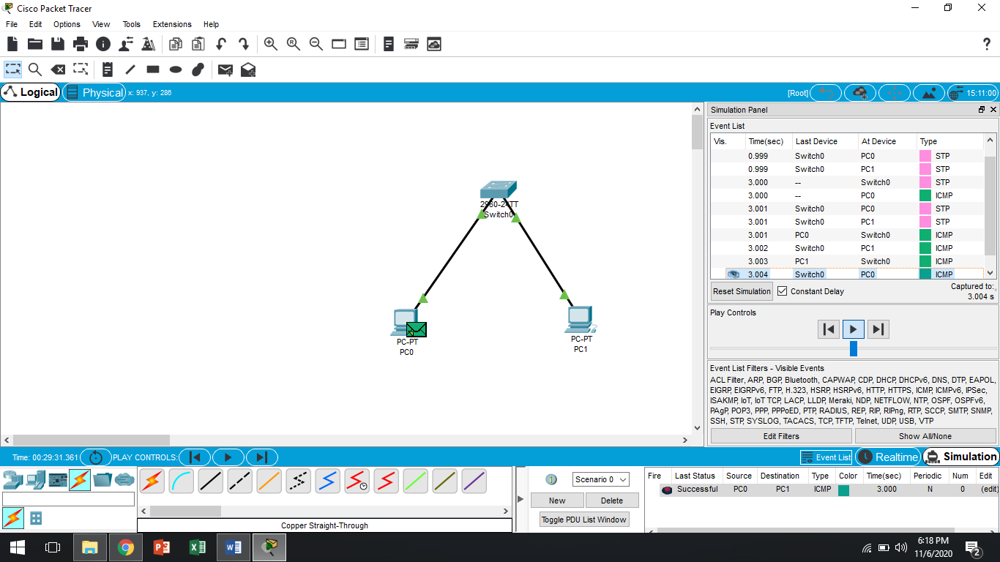 Cisco Packet Tracer
File Edit Options View Tools Extensions Help
?
Logical Physical x: 937, y: 286 [Root] 15:11:00
Simulation Panel
Event List
Vis. Time(sec) Last Device At Device Type
0.999 Switch0 PC0 STP
0.999 Switch0 PC1 STP
3.000 -- Switch0 STP
3.000 -- PC0 ICMP
3.001 Switch0 PC0 STP
3.001 Switch0 PC1 STP
3.001 PC0 Switch0 ICMP
3.002 Switch0 PC1 ICMP
3.003 PC1 Switch0 ICMP
3.004 Switch0 PC0 ICMP
Reset Simulation Constant Delay Captured to:
3.004 s
Play Controls
Event List Filters - Visible Events
ACL Filter, ARP, BGP, Bluetooth, CAPWAP, CDP, DHCP, DHCPv6, DNS, DTP, EAPOL,
EIGRP, EIGRPv6, FTP, H.323, HSRP, HSRPv6, HTTP, HTTPS, ICMP, ICMPv6, IPSec,
ISAKMP, IoT, IoT TCP, LACP, LLDP, Meraki, NDP, NETFLOW, NTP, OSPF, OSPFv6,
PAgP, POP3, PPP, PPPoED, PTP, RADIUS, REP, RIP, RIPng, RTP, SCCP, SMTP, SNMP,
SSH, STP, SYSLOG, TACACS, TCP, TFTP, Telnet, UDP, USB, VTP
Edit Filters Show All/None
2960-24TT
Switch0
PC-PT
PC0
PC-PT
PC1
Time: 00:29:31.361 PLAY CONTROLS: Event List Realtime Simulation
Copper Straight-Through
Scenario 0
New Delete
Toggle PDU List Window
Fire Last Status Source Destination Type Color Time(sec) Periodic Num Edit
Successful PC0 PC1 ICMP 3.000 N 0 (edit)
6:18 PM
11/6/2020
2